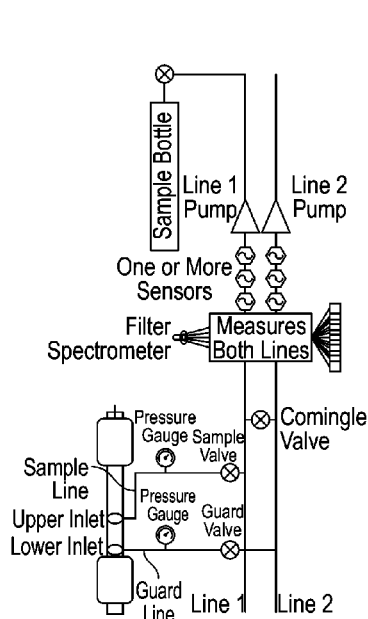 Sample Bottle
Line 1
Pump
Line 2
Pump
One or More
Sensors
Filter
Spectrometer
Measures
Both Lines
Comingle
Valve
Pressure
Gauge
Sample
Valve
Sample
Line
Pressure
Gauge
Guard
Valve
Upper Inlet
Lower Inlet
Guard
Line
Line 1
Line 2